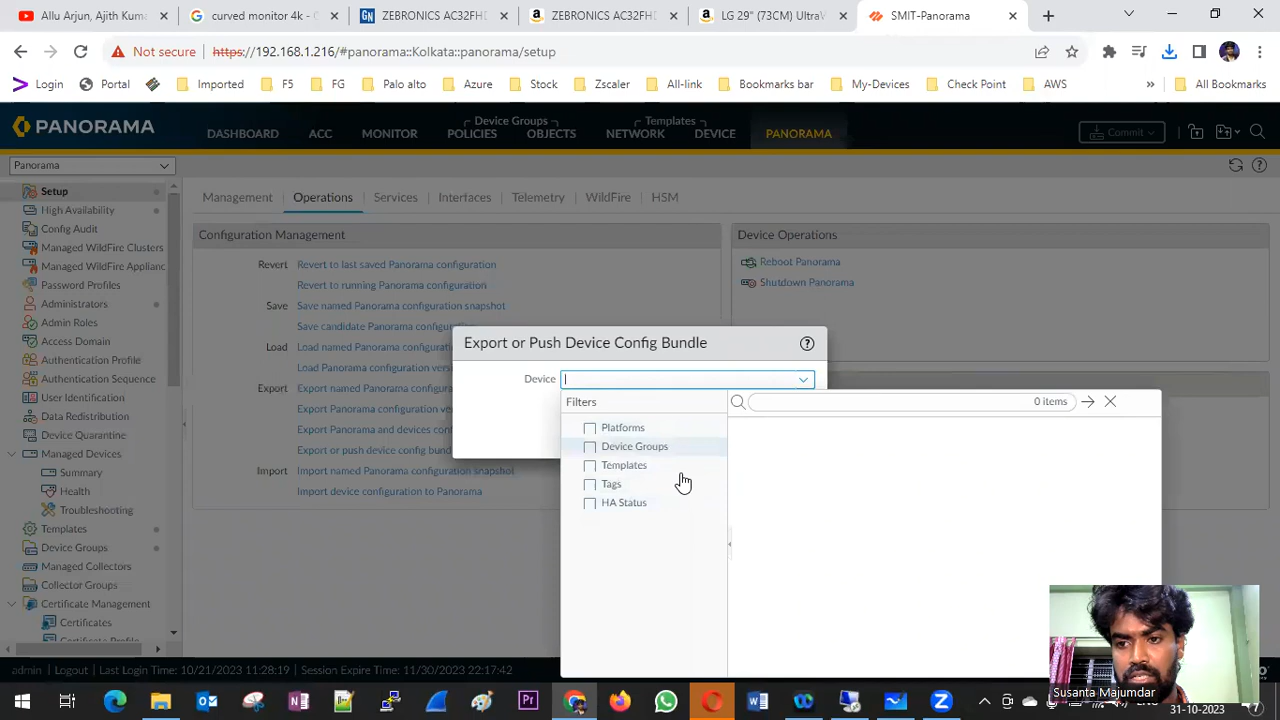 Allu Arjun, Ajith Kuma
curved monitor 4k - G
ZEBRONICS AC32FHD
ZEBRONICS AC32FHD
LG 29" (73CM) UltraW
SMIT-Panorama
Not secure
https://192.168.1.216/#panorama::Kolkata::panorama/setup
Login
Portal
Imported
F5
FG
Palo alto
Azure
Stock
Zscaler
All-link
Bookmarks bar
My-Devices
Check Point
AWS
»
All Bookmarks
PANORAMA
DASHBOARD
ACC
MONITOR
Device Groups
POLICIES
OBJECTS
Templates
NETWORK
DEVICE
PANORAMA
Commit
Panorama
Setup
High Availability
Config Audit
Managed WildFire Clusters
Managed WildFire Applianc
Password Profiles
Administrators
Admin Roles
Access Domain
Authentication Profile
Authentication Sequence
User Identification
Data Redistribution
Device Quarantine
Managed Devices
Summary
Health
Troubleshooting
Templates
Device Groups
Managed Collectors
Collector Groups
Certificate Management
Certificates
Certificate Profile
Management
Operations
Services
Interfaces
Telemetry
WildFire
HSM
Configuration Management
Revert
Revert to last saved Panorama configuration
Revert to running Panorama configuration
Save
Save named Panorama configuration snapshot
Save candidate Panorama configuration
Load
Load named Panorama configurati
Load Panorama configuration vers
Export
Export named Panorama configura
Export Panorama configuration ve
Export Panorama and devices con
Export or push device config bun
Import
Import named Panorama configuration snapshot
Import device configuration to Panorama
Device Operations
Reboot Panorama
Shutdown Panorama
Export or Push Device Config Bundle
Device
Filters
Platforms
Device Groups
Templates
Tags
HA Status
0 items
admin
Logout
Last Login Time: 10/21/2023 11:28:19
Session Expire Time: 11/30/2023 22:17:42
Susanta Majumdar
ENG
31-10-2023